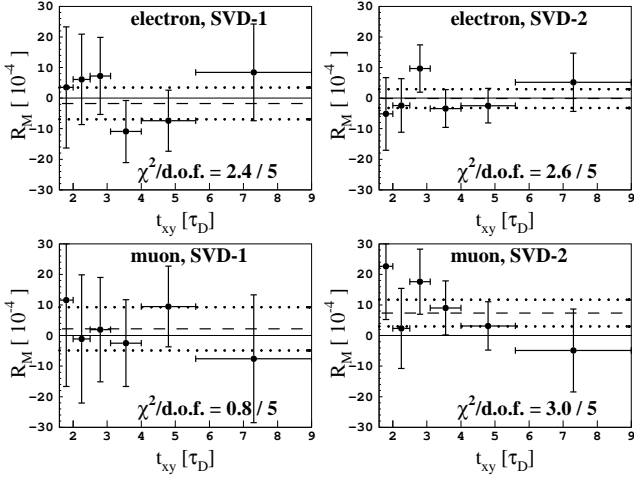 electron, SVD-1
R_M [ 10^-4 ]
30
20
10
0
−10
−20
−30
χ²/d.o.f. = 2.4 / 5
2 3 4 5 6 7 8 9
t_xy [τ_D]
electron, SVD-2
R_M [ 10^-4 ]
30
20
10
0
−10
−20
−30
χ²/d.o.f. = 2.6 / 5
2 3 4 5 6 7 8 9
t_xy [τ_D]
muon, SVD-1
R_M [ 10^-4 ]
30
20
10
0
−10
−20
−30
χ²/d.o.f. = 0.8 / 5
2 3 4 5 6 7 8 9
t_xy [τ_D]
muon, SVD-2
R_M [ 10^-4 ]
30
20
10
0
−10
−20
−30
χ²/d.o.f. = 3.0 / 5
2 3 4 5 6 7 8 9
t_xy [τ_D]